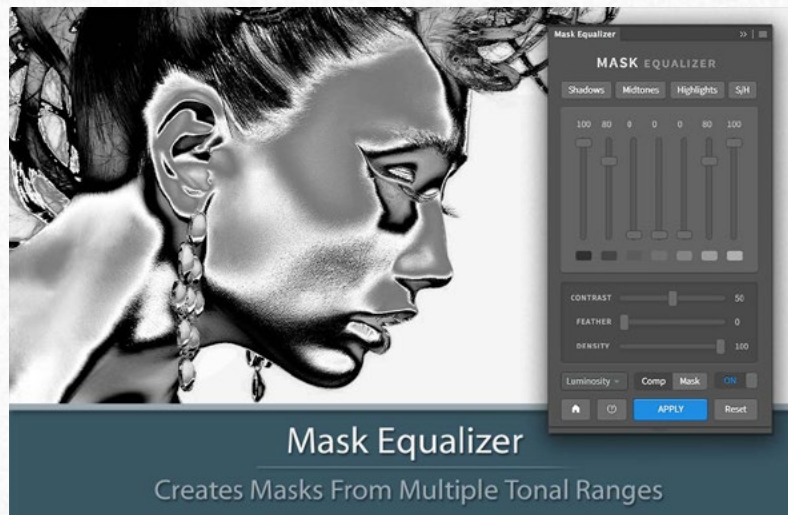 Mask Equalizer
MASK EQUALIZER
Shadows Midtones Highlights S/H
100 80 0 0 0 80 100
CONTRAST 50
FEATHER 0
DENSITY 100
Luminosity Comp Mask ON
APPLY Reset
Mask Equalizer
Creates Masks From Multiple Tonal Ranges